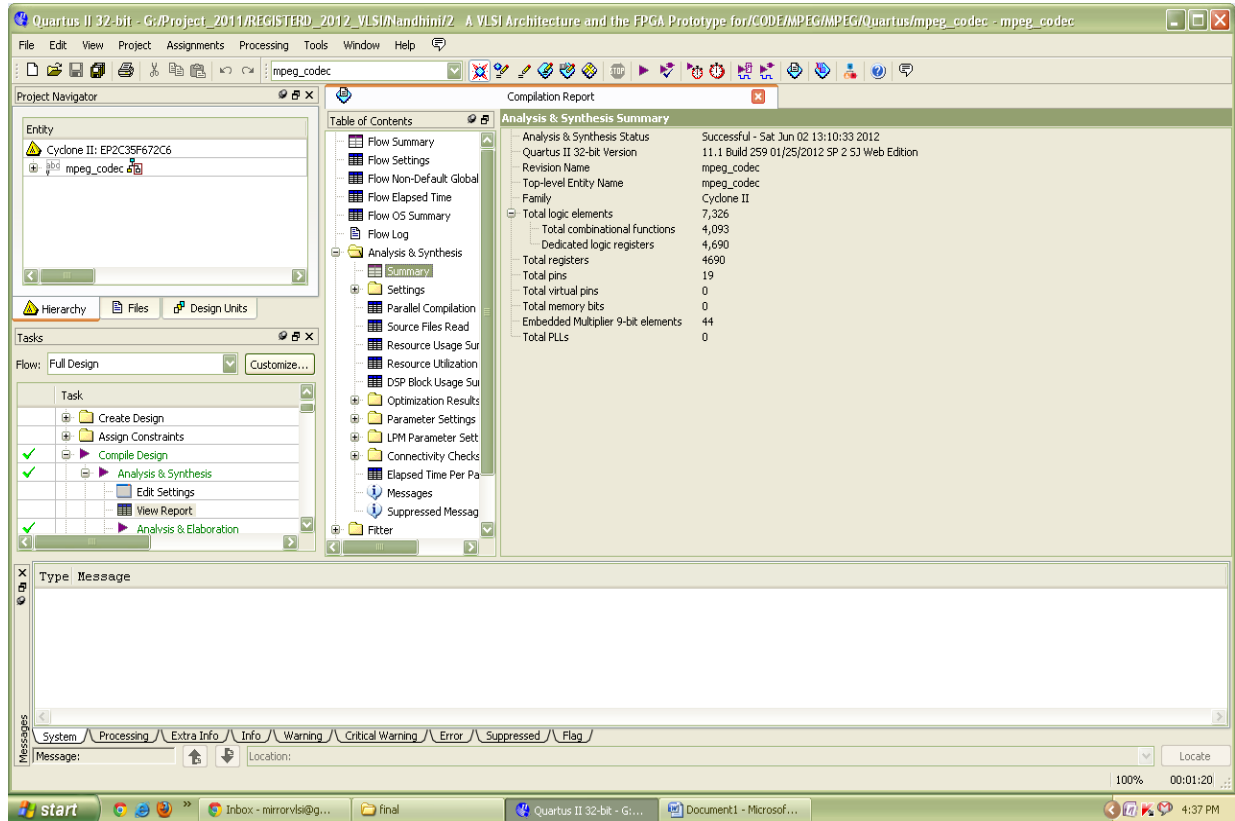 Quartus II 32-bit - G:/Project_2011/REGISTERD_2012_VLSI/Nandhini/2 A VLSI Architecture and the FPGA Prototype for/CODE/MPEG/MPEG/Quartus/mpeg_codec - mpeg_codec
File Edit View Project Assignments Processing Tools Window Help
mpeg_codec
STOP
Project Navigator
Entity
Cyclone II: EP2C35F672C6
abc
mpeg_codec
Hierarchy Files Design Units
Tasks
Flow: Full Design Customize...
Task
Create Design
Assign Constraints
Compile Design
Analysis & Synthesis
Edit Settings
View Report
Analysis & Elaboration
Compilation Report
Table of Contents
Flow Summary
Flow Settings
Flow Non-Default Global
Flow Elapsed Time
Flow OS Summary
Flow Log
Analysis & Synthesis
Summary
Settings
Parallel Compilation
Source Files Read
Resource Usage Sur
Resource Utilization
DSP Block Usage Sur
Optimization Results
Parameter Settings
LPM Parameter Sett
Connectivity Checks
Elapsed Time Per Pa
Messages
Suppressed Messag
Fitter
Analysis & Synthesis Summary
Analysis & Synthesis Status Successful - Sat Jun 02 13:10:33 2012
Quartus II 32-bit Version 11.1 Build 259 01/25/2012 SP 2 SJ Web Edition
Revision Name mpeg_codec
Top-level Entity Name mpeg_codec
Family Cyclone II
Total logic elements 7,326
Total combinational functions 4,093
Dedicated logic registers 4,690
Total registers 4690
Total pins 19
Total virtual pins 0
Total memory bits 0
Embedded Multiplier 9-bit elements 44
Total PLLs 0
Type Message
Messages
System Processing Extra Info Info Warning Critical Warning Error Suppressed Flag
Message: Location: Locate
100% 00:01:20
start Inbox - mirrorvlsi@g... final Quartus II 32-bit - G:... Document1 - Microsof... 4:37 PM